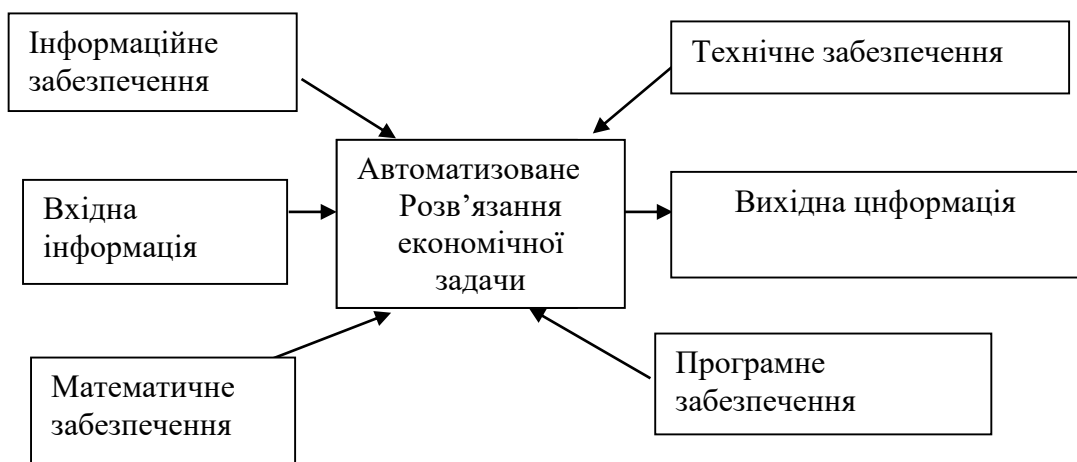 Інформаційне
забезпечення
Технічне забезпечення
Вхідна
інформація
Автоматизоване
Розв’язання
економічної
задачи
Вихідна цнформація
Математичне
забезпечення
Програмне
забезпечення